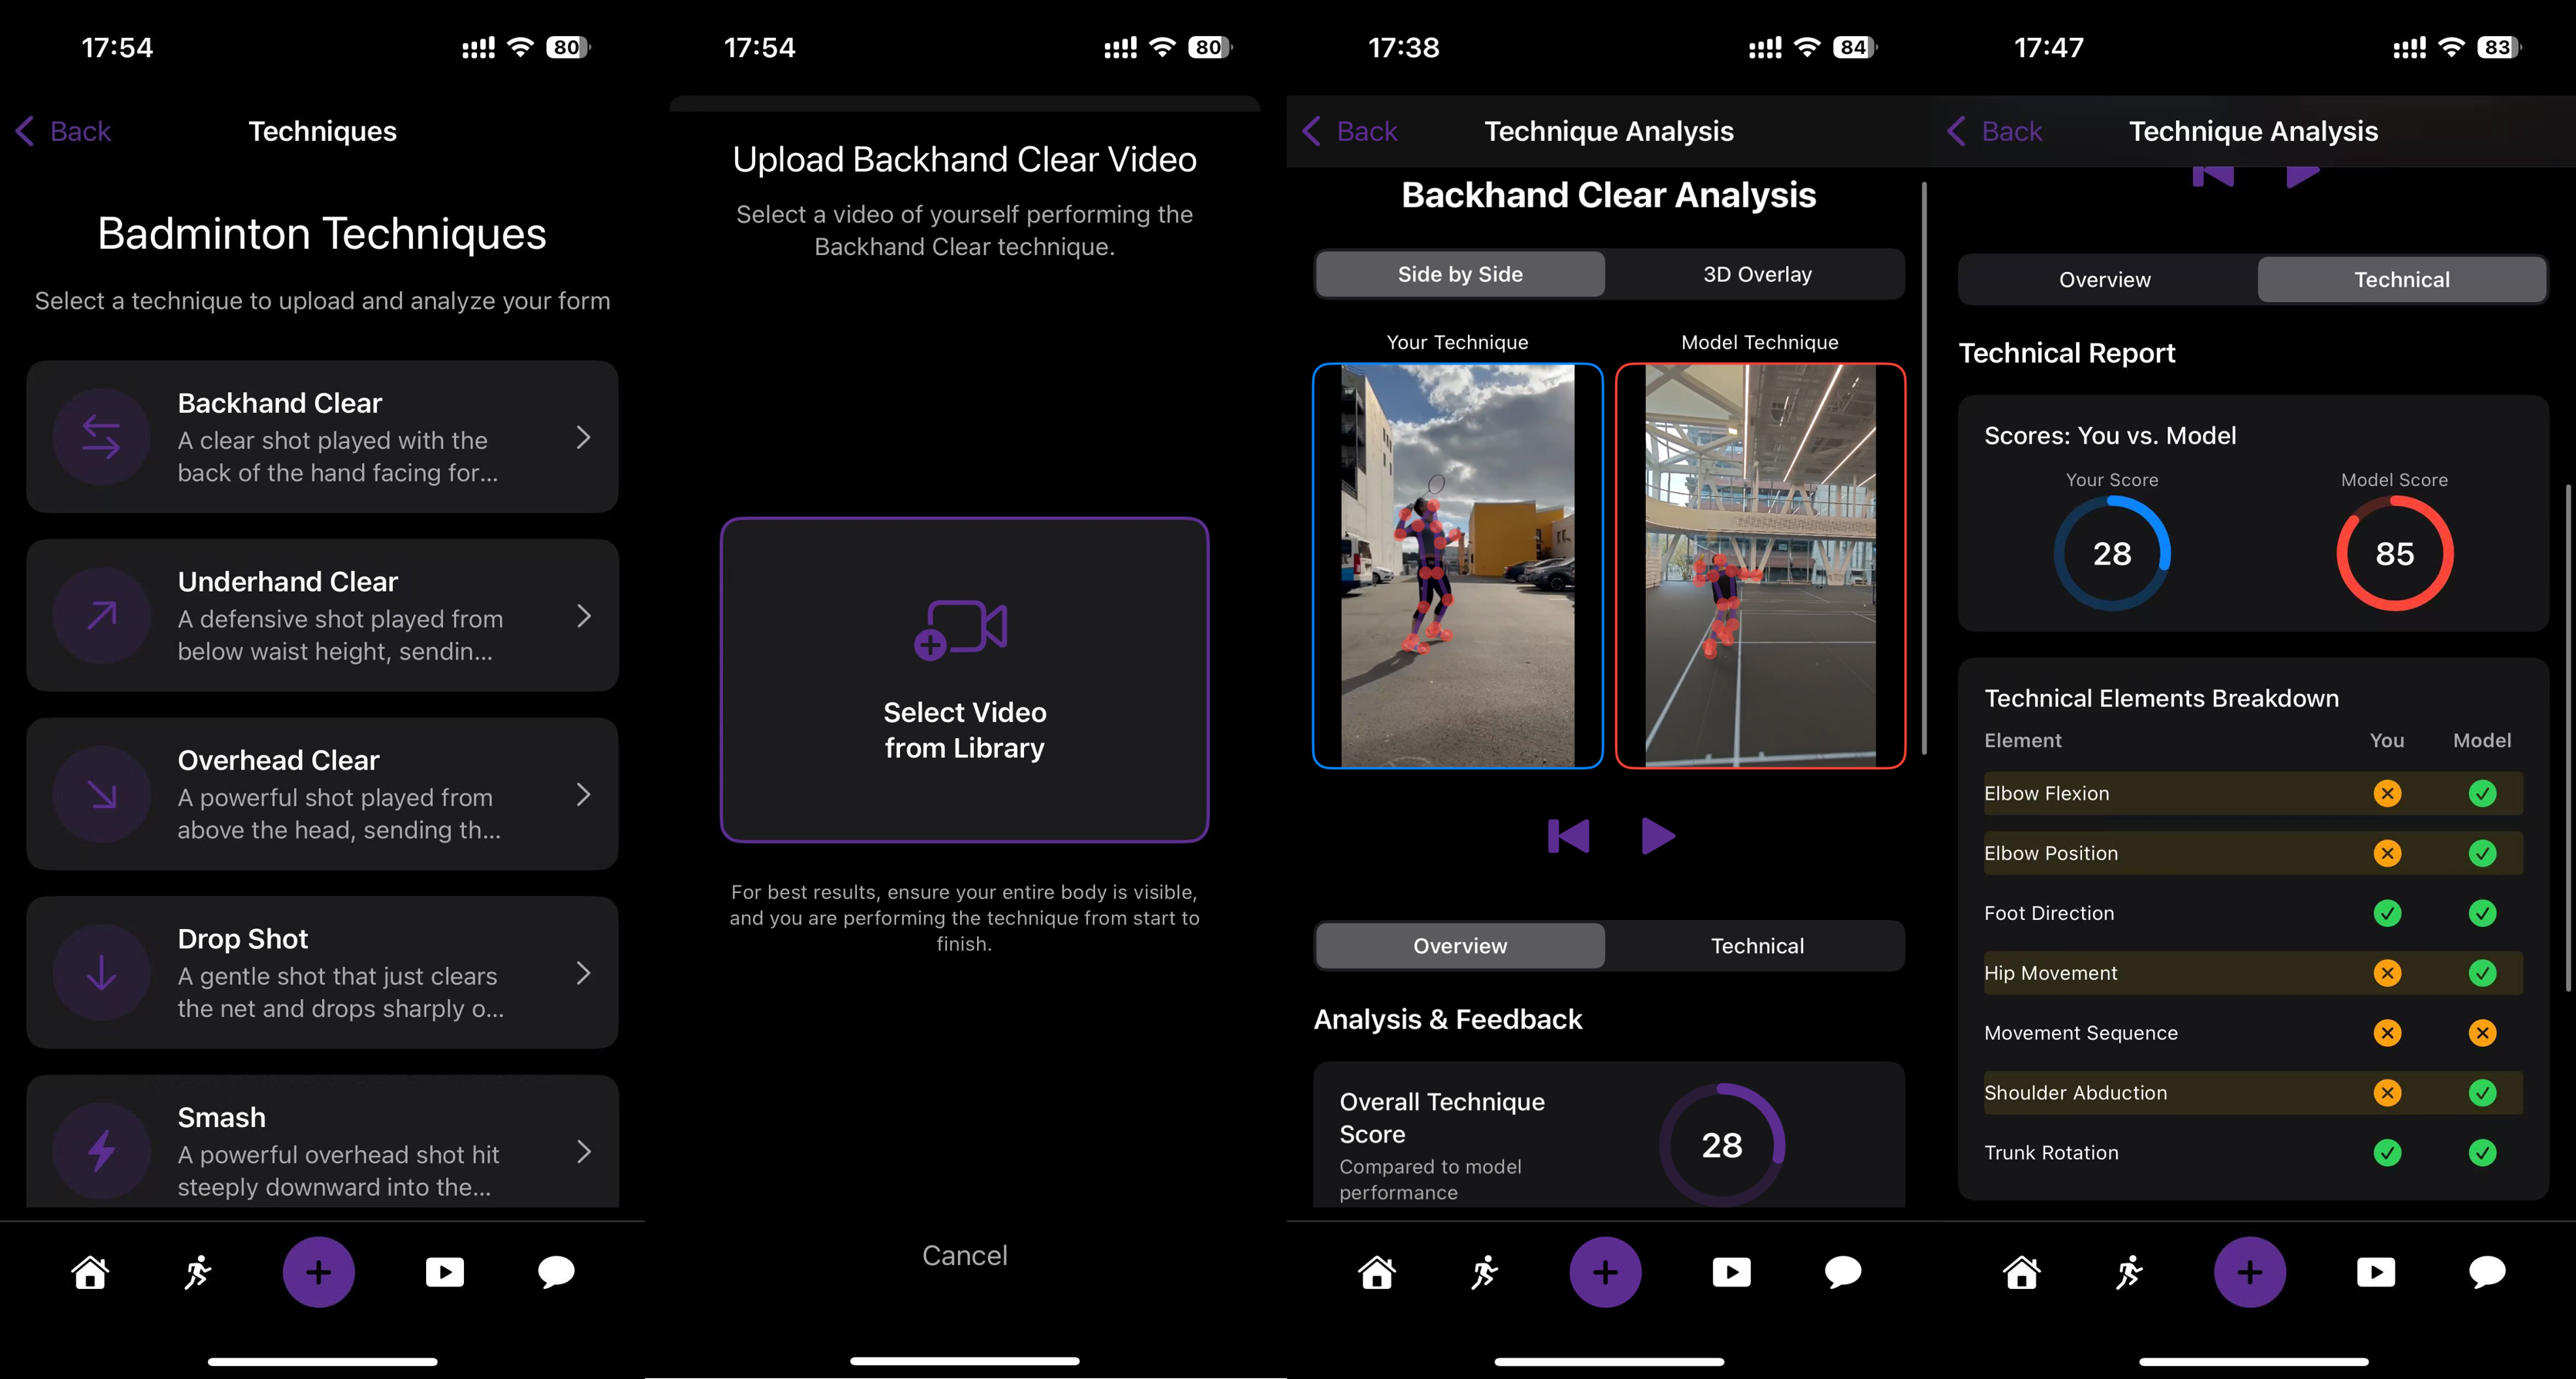 17:54
80
Back
Techniques
Badminton Techniques
Select a technique to upload and analyze your form
Backhand Clear
A clear shot played with the
back of the hand facing for...
Underhand Clear
A defensive shot played from
below waist height, sendin...
Overhead Clear
A powerful shot played from
above the head, sending th...
Drop Shot
A gentle shot that just clears
the net and drops sharply o...
Smash
A powerful overhead shot hit
steeply downward into the...
17:54
80
Upload Backhand Clear Video
Select a video of yourself performing the
Backhand Clear technique.
Select Video
from Library
For best results, ensure your entire body is visible,
and you are performing the technique from start to
finish.
Cancel
17:38
84
Back
Technique Analysis
Backhand Clear Analysis
Side by Side
3D Overlay
Your Technique
Model Technique
Overview
Technical
Analysis & Feedback
Overall Technique
Score
Compared to model
performance
28
17:47
83
Back
Technique Analysis
Overview
Technical
Technical Report
Scores: You vs. Model
Your Score
Model Score
28
85
Technical Elements Breakdown
Element You Model
Elbow Flexion
Elbow Position
Foot Direction
Hip Movement
Movement Sequence
Shoulder Abduction
Trunk Rotation